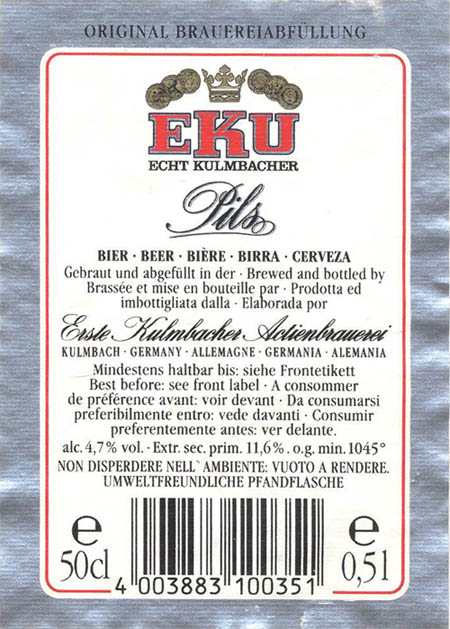 ORIGINAL BRAUEREIABFÜLLUNG
EKU
ECHT KULMBACHER
Pils
BIER · BEER · BIÈRE · BIRRA · CERVEZA
Gebraut und abgefüllt in der · Brewed and bottled by
Brassée et mise en bouteille par · Prodotta ed
imbottigliata dalla · Elaborada por
Erste Kulmbacher Actienbrauerei
KULMBACH · GERMANY · ALLEMAGNE · GERMANIA · ALEMANIA
Mindestens haltbar bis: siehe Frontetikett
Best before: see front label · A consommer
de préférence avant: voir devant · Da consumarsi
preferibilmente entro: vede davanti · Consumir
preferentemente antes: ver delante.
alc. 4,7% vol. · Extr. sec. prim. 11,6%. o.g. min. 1045°
NON DISPERDERE NELL` AMBIENTE: VUOTO A RENDERE.
UMWELTFREUNDLICHE PFANDFLASCHE
e e
50cl 0,5l
4 003883 100351